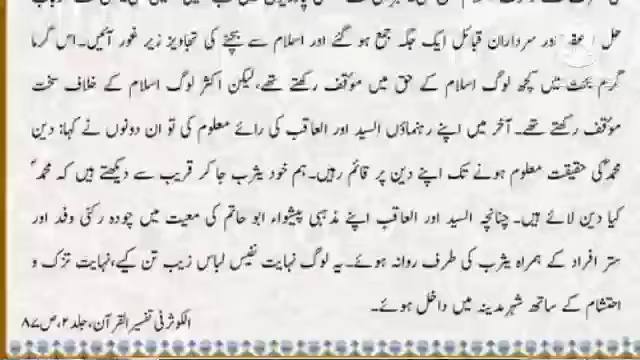 حل و عقد اور سرداران قبائل ایک جگہ جمع ہو گئے اور اسلام سے بچنے کی تجاویز زیر غور آئیں۔ اس گرما
گرم بحث میں کچھ لوگ اسلام کے حق میں مؤقف رکھتے تھے، لیکن اکثر لوگ اسلام کے خلاف سخت
مؤقف رکھتے تھے۔ آخر میں اپنے رہنماؤں السید اور العاقب کی رائے معلوم کی تو ان دونوں نے کہا: دین
محمدؐ کی حقیقت معلوم ہونے تک اپنے دین پر قائم رہیں۔ ہم خود یثرب جا کر قریب سے دیکھتے ہیں کہ محمدؐ
کیا دین لائے ہیں۔ چنانچہ السید اور العاقب اپنے مذہبی پیشواء ابو حاتم کی معیت میں چودہ رکنی وفد اور
ستر افراد کے ہمراہ یثرب کی طرف روانہ ہوئے۔ یہ لوگ نہایت نفیس لباس زیب تن کیے، نہایت تزک و
احتشام کے ساتھ شہر مدینہ میں داخل ہوئے۔
الکوثر فی تفسیر القرآن، جلد ۲، ص ۸۷